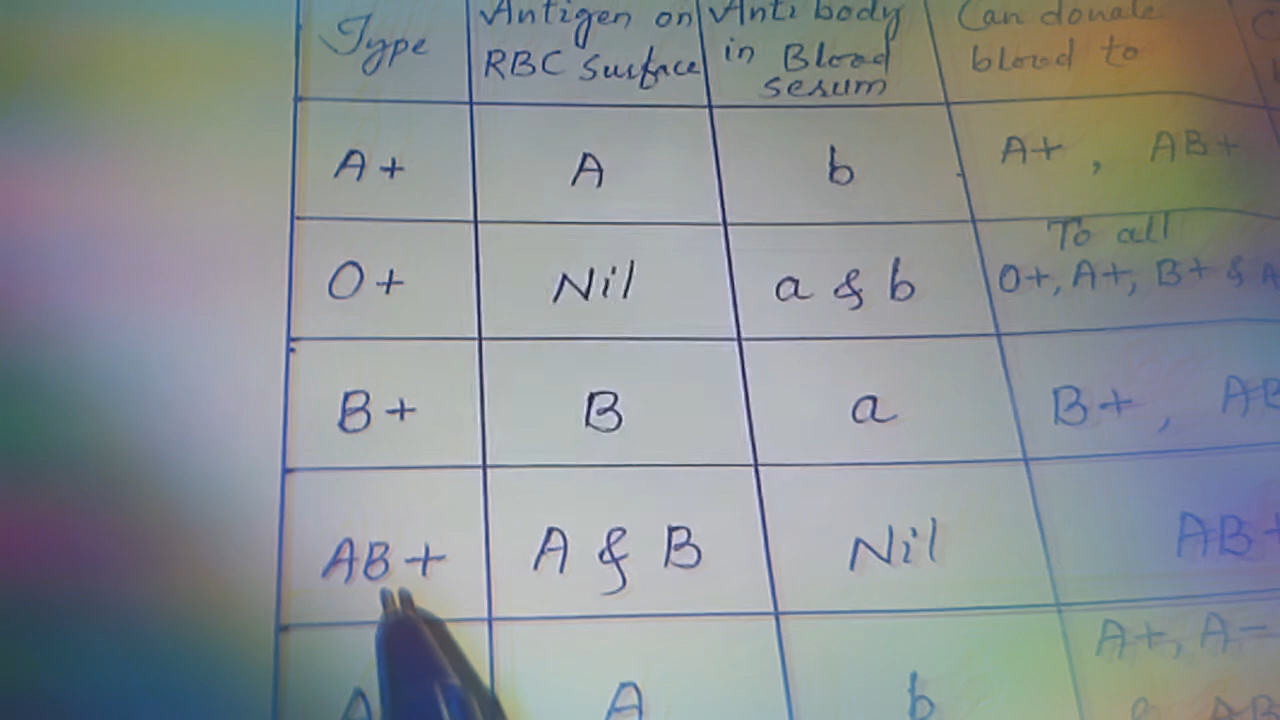 Type
Antigen on
RBC Surface
Anti body
in Blood
serum
Can donate
blood to
A+
A
b
A+ , AB+
O+
Nil
a & b
To all
O+, A+, B+ &
B+
B
a
B+ ,
AB+
A & B
Nil
AB+
A
b
A+, A-